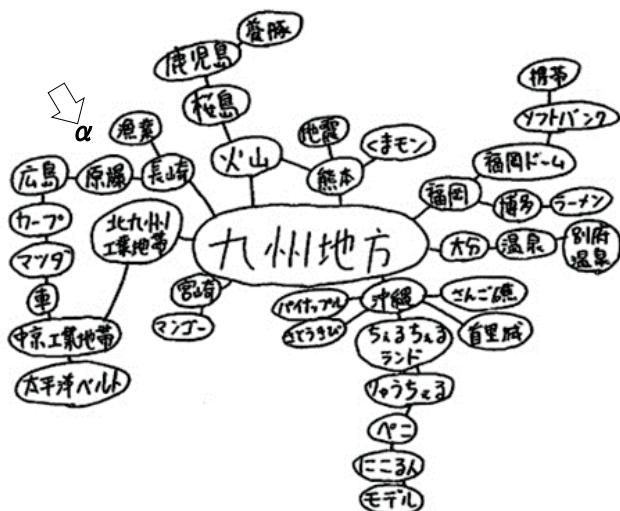 養豚
鹿児島
桜島
携帯
ソフトバンク
α
漁業
地震
くまモン
火山
熊本
福岡ドーム
広島
原爆
長崎
福岡
博多
ラーメン
カープ
北九州
工業地帯
九州地方
大分
温泉
別府
温泉
マツダ
宮崎
パイナップル
沖縄
さんご礁
車
マンゴー
さとうきび
首里城
中京工業地帯
ちぇるちぇる
ランド
太平洋ベルト
りゅうちぇる
ぺこ
にこるん
モデル